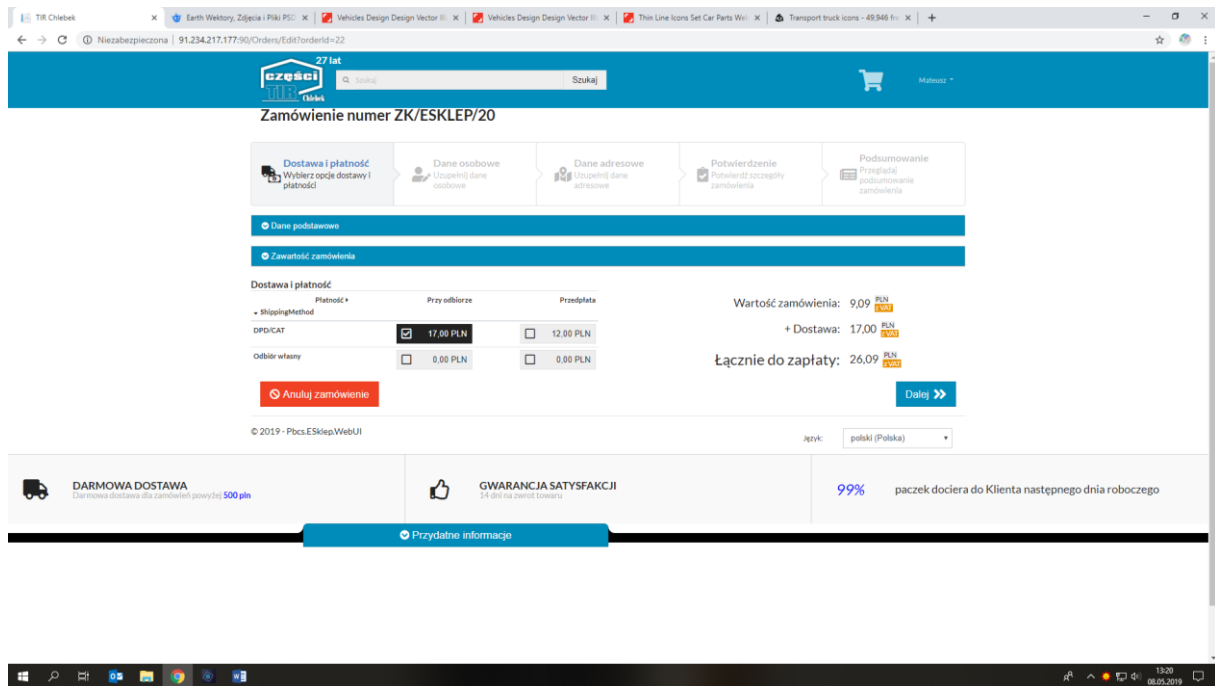 TIR Chlebek
Earth Wektory, Zdjęcia i Pliki PSD
Vehicles Design Design Vector Ill
Vehicles Design Design Vector Ill
Thin Line Icons Set Car Parts Wek
Transport truck icons - 49,946 fre
Niezabezpieczona | 91.234.217.177:90/Orders/Edit?orderId=22
27 lat
części
TIR
Chlebek
Szukaj
Szukaj
Mateusz
Zamówienie numer ZK/ESKLEP/20
Dostawa i płatność
Wybierz opcje dostawy i
płatności
Dane osobowe
Uzupełnij dane
osobowe
Dane adresowe
Uzupełnij dane
adresowe
Potwierdzenie
Potwierdź szczegóły
zamówienia
Podsumowanie
Przeglądaj
podsumowanie
zamówienia
Dane podstawowe
Zawartość zamówienia
Dostawa i płatność
Płatność
Przy odbiorze
Przedpłata
ShippingMethod
DPD/CAT
17,00 PLN
12,00 PLN
Odbiór własny
0,00 PLN
0,00 PLN
Wartość zamówienia: 9,09 PLN z VAT
+ Dostawa: 17,00 PLN z VAT
Łącznie do zapłaty: 26,09 PLN z VAT
Anuluj zamówienie
Dalej
© 2019 - Pbcs.ESklep.WebUI
Język:
polski (Polska)
DARMOWA DOSTAWA
Darmowa dostawa dla zamówień powyżej 500 pln
GWARANCJA SATYSFAKCJI
14 dni na zwrot towaru
99% paczek dociera do Klienta następnego dnia roboczego
Przydatne informacje
13:20
08.05.2019